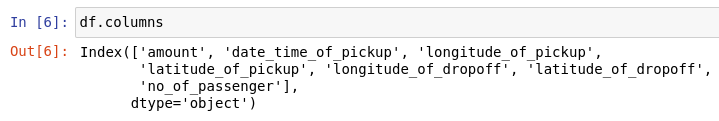 In [6]: df.columns
Out[6]: Index(['amount', 'date_time_of_pickup', 'longitude_of_pickup',
'latitude_of_pickup', 'longitude_of_dropoff', 'latitude_of_dropoff',
'no_of_passenger'],
dtype='object')